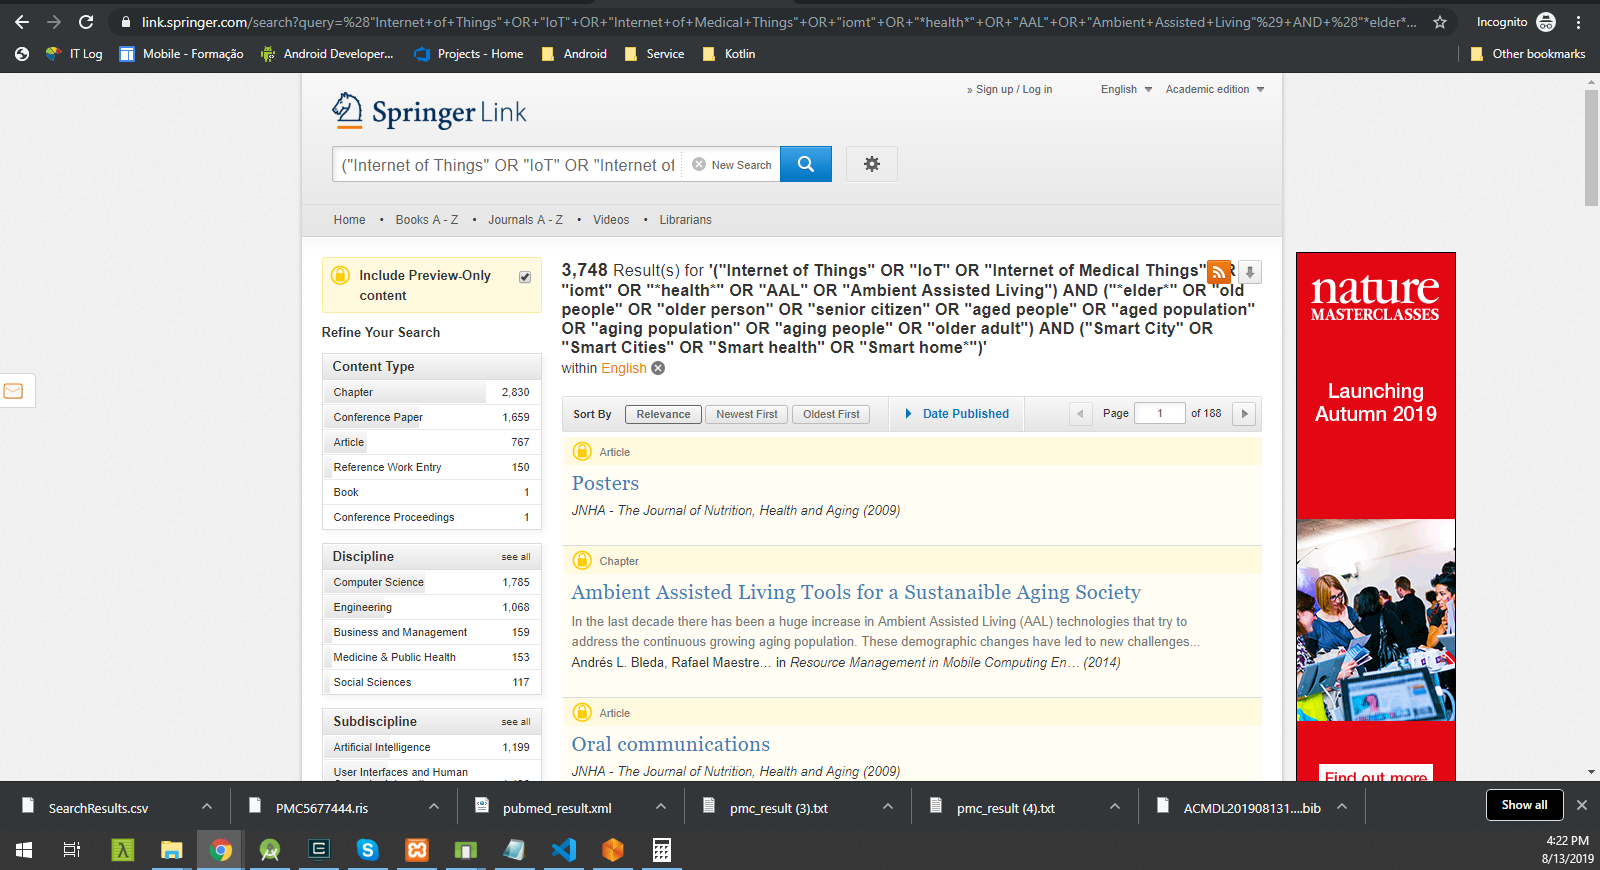 link.springer.com/search?query=%28"Internet+of+Things"+OR+"IoT"+OR+"Internet+of+Medical+Things"+OR+"iomt"+OR+"*health*"+OR+"AAL"+OR+"Ambient+Assisted+Living"%29+AND+%28"*elder*...
Incognito
IT Log
Mobile - Formação
Android Developer...
Projects - Home
Android
Service
Kotlin
Other bookmarks
» Sign up / Log in
English
Academic edition
Springer Link
("Internet of Things" OR "IoT" OR "Internet of
New Search
Home • Books A - Z • Journals A - Z • Videos • Librarians
Include Preview-Only
content
Refine Your Search
Content Type
Chapter 2,830
Conference Paper 1,659
Article 767
Reference Work Entry 150
Book 1
Conference Proceedings 1
Discipline see all
Computer Science 1,785
Engineering 1,068
Business and Management 159
Medicine & Public Health 153
Social Sciences 117
Subdiscipline see all
Artificial Intelligence 1,199
User Interfaces and Human
3,748 Result(s) for '("Internet of Things" OR "IoT" OR "Internet of Medical Things" OR
"iomt" OR "*health*" OR "AAL" OR "Ambient Assisted Living") AND ("*elder*" OR "old
people" OR "older person" OR "senior citizen" OR "aged people" OR "aged population"
OR "aging population" OR "aging people" OR "older adult") AND ("Smart City" OR
"Smart Cities" OR "Smart health" OR "Smart home*")'
within English
Sort By Relevance Newest First Oldest First Date Published Page 1 of 188
Article
Posters
JNHA - The Journal of Nutrition, Health and Aging (2009)
Chapter
Ambient Assisted Living Tools for a Sustanaible Aging Society
In the last decade there has been a huge increase in Ambient Assisted Living (AAL) technologies that try to
address the continuous growing aging population. These demographic changes have led to new challenges...
Andrés L. Bleda, Rafael Maestre... in Resource Management in Mobile Computing En... (2014)
Article
Oral communications
JNHA - The Journal of Nutrition, Health and Aging (2009)
nature
MASTERCLASSES
Launching
Autumn 2019
Find out more
SearchResults.csv
PMC5677444.ris
pubmed_result.xml
pmc_result (3).txt
pmc_result (4).txt
ACMDL201908131....bib
Show all
4:22 PM
8/13/2019